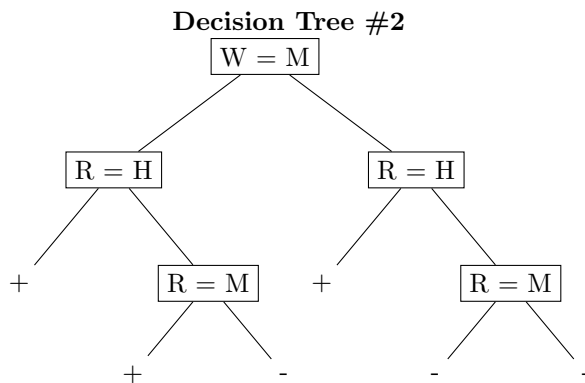 Decision Tree #2
W = M
R = H R = H
+ R = M + R = M
+ - -